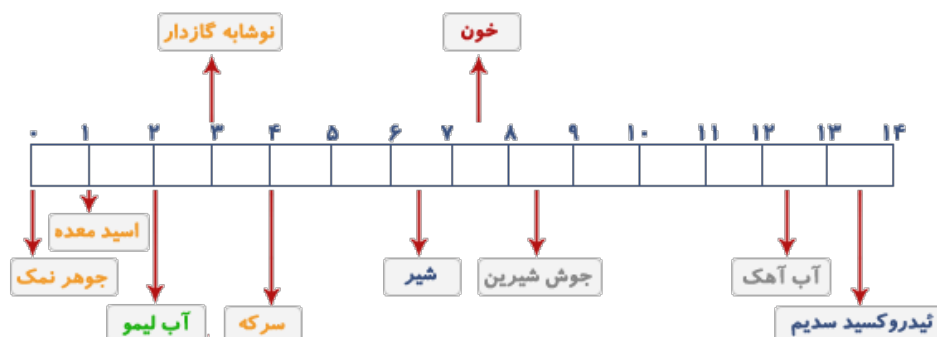 نوشابه گازدار
خون
۰ ۱ ۲ ۳ ۴ ۵ ۶ ۷ ۸ ۹ ۱۰ ۱۱ ۱۲ ۱۳ ۱۴
اسید معده
جوهر نمک
شیر
جوش شیرین
آب آهک
آب لیمو
سرکه
ئیدروکسید سدیم